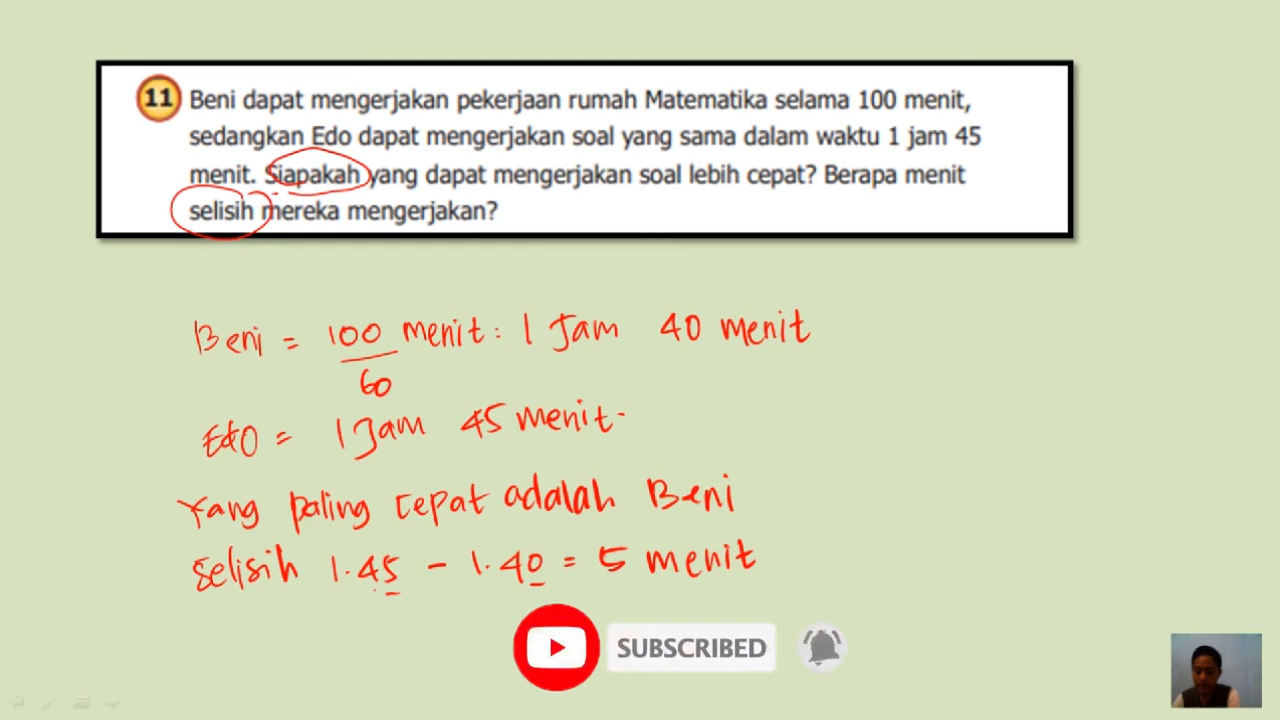 11 Beni dapat mengerjakan pekerjaan rumah Matematika selama 100 menit,
sedangkan Edo dapat mengerjakan soal yang sama dalam waktu 1 jam 45
menit. Siapakah yang dapat mengerjakan soal lebih cepat? Berapa menit
selisih mereka mengerjakan?
Beni = 100 menit : 1 Jam 40 menit
60
Edo = 1 Jam 45 menit.
Yang paling cepat adalah Beni
Selisih 1.45 - 1.40 = 5 menit
SUBSCRIBED